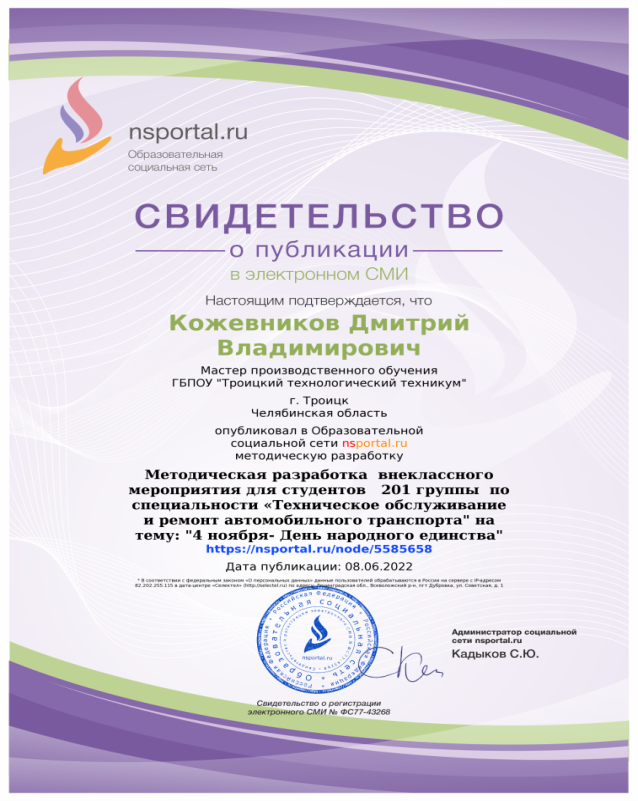 nsportal.ru
Образовательная
социальная сеть
СВИДЕТЕЛЬСТВО
о публикации
в электронном СМИ
Настоящим подтверждается, что
Кожевников Дмитрий
Владимирович
Мастер производственного обучения
ГБПОУ "Троицкий технологический техникум"
г. Троицк
Челябинская область
опубликовал в Образовательной
социальной сети nsportal.ru
методическую разработку
Методическая разработка внеклассного
мероприятия для студентов 201 группы по
специальности «Техническое обслуживание
и ремонт автомобильного транспорта" на
тему: "4 ноября- День народного единства"
https://nsportal.ru/node/5585658
Дата публикации: 08.06.2022
* В соответствии с федеральным законом «О персональных данных» данные пользователей обрабатываются в России на сервере с IP-адресом
82.202.255.115 в дата-центре «Селектел» (http://selectel.ru) по адресу: Ленинградская обл., Всеволожский р-н, пгт Дубровка, ул. Советская, д. 1
Российская Федерация
Образовательная социальная сеть
nsportal.ru
Администратор социальной
сети nsportal.ru
Кадыков С.Ю.
Свидетельство о регистрации
электронного СМИ № ФС77-43268